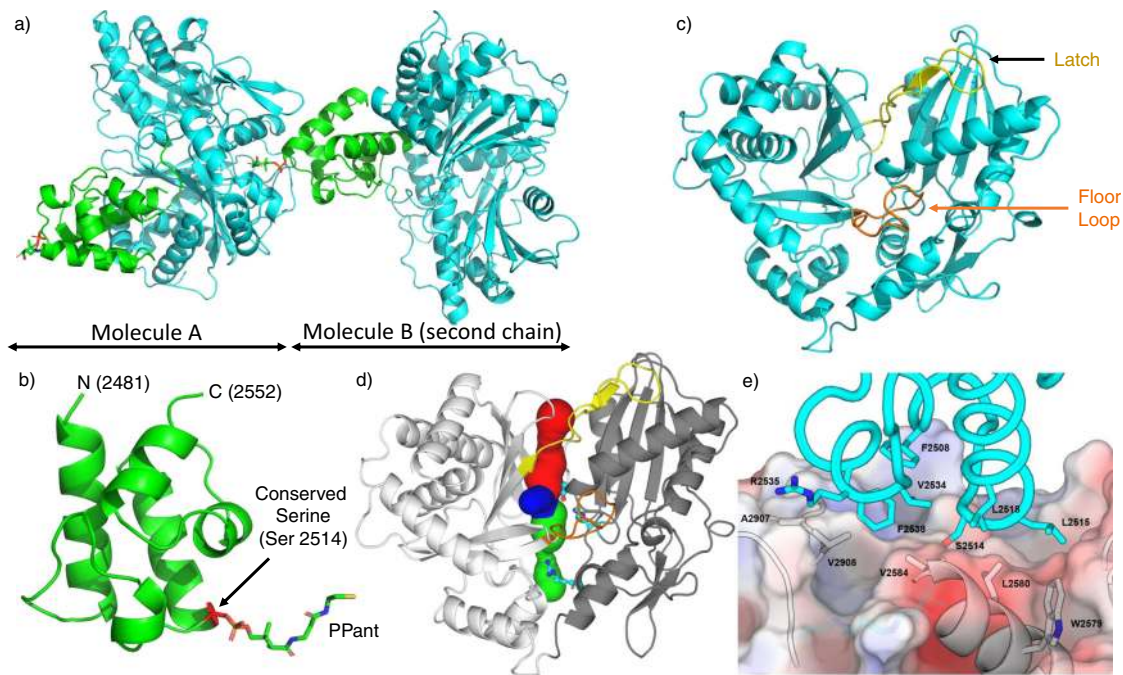 a)
Molecule A
Molecule B (second chain)
b)
N (2481)
C (2552)
Conserved
Serine
(Ser 2514)
PPant
c)
Latch
Floor
Loop
d)
e)
F2508
R2535
V2534
A2907
L2518
L2515
F2538
S2514
V2908
V2584
L2580
W2579